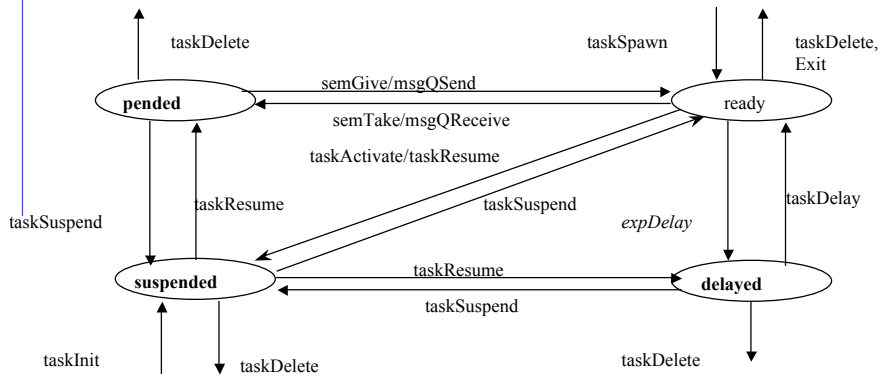 taskDelete
taskSpawn
taskDelete,
Exit
semGive/msgQSend
pended
ready
semTake/msgQReceive
taskActivate/taskResume
taskResume
taskSuspend
taskDelay
taskSuspend
expDelay
taskResume
suspended
delayed
taskSuspend
taskInit
taskDelete
taskDelete